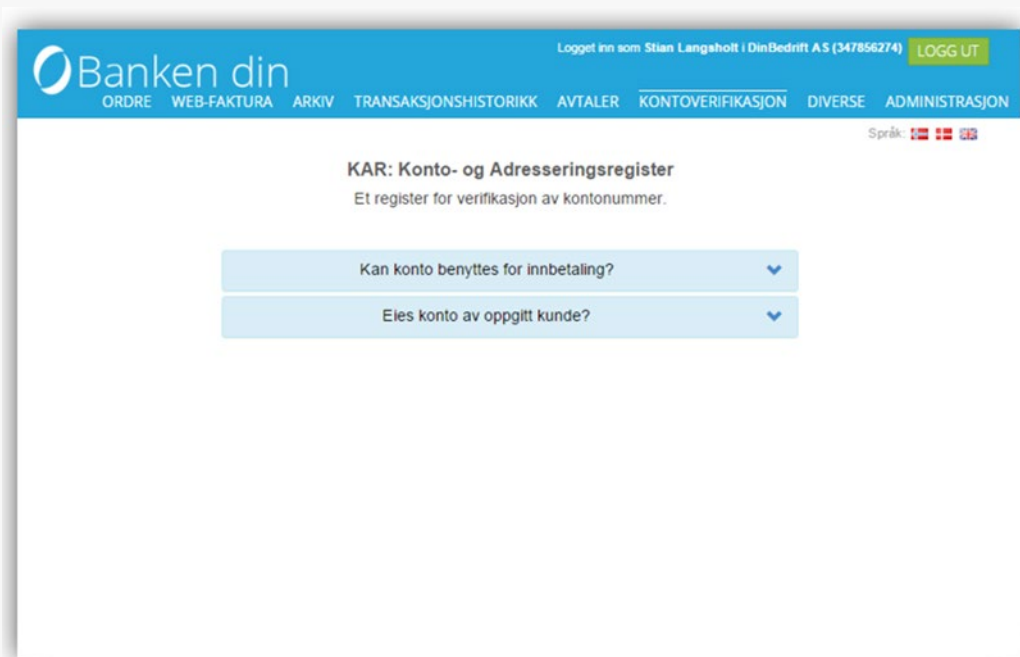 Logget inn som Stian Langsholt i DinBedrift AS (347856274) LOGG UT
Banken din
ORDRE WEB-FAKTURA ARKIV TRANSAKSJONSHISTORIKK AVTALER KONTOVERIFIKASJON DIVERSE ADMINISTRASJON
Språk:
KAR: Konto- og Adresseringsregister
Et register for verifikasjon av kontonummer.
Kan konto benyttes for innbetaling?
Eies konto av oppgitt kunde?